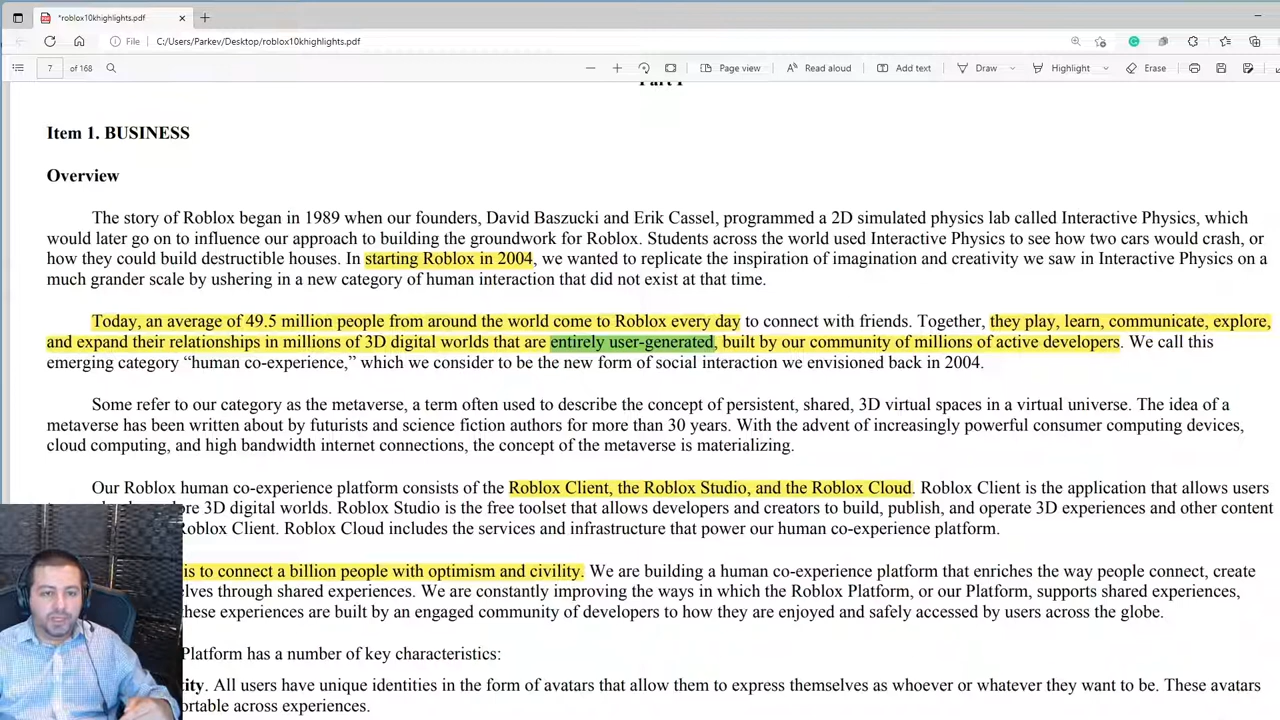 *roblox10khighlights.pdf
File C:/Users/Parkev/Desktop/roblox10khighlights.pdf
7 of 168 Page view Read aloud Add text Draw Highlight Erase
Part I
Item 1. BUSINESS
Overview
The story of Roblox began in 1989 when our founders, David Baszucki and Erik Cassel, programmed a 2D simulated physics lab called Interactive Physics, which
would later go on to influence our approach to building the groundwork for Roblox. Students across the world used Interactive Physics to see how two cars would crash, or
how they could build destructible houses. In starting Roblox in 2004, we wanted to replicate the inspiration of imagination and creativity we saw in Interactive Physics on a
much grander scale by ushering in a new category of human interaction that did not exist at that time.
Today, an average of 49.5 million people from around the world come to Roblox every day to connect with friends. Together, they play, learn, communicate, explore,
and expand their relationships in millions of 3D digital worlds that are entirely user-generated, built by our community of millions of active developers. We call this
emerging category “human co-experience,” which we consider to be the new form of social interaction we envisioned back in 2004.
Some refer to our category as the metaverse, a term often used to describe the concept of persistent, shared, 3D virtual spaces in a virtual universe. The idea of a
metaverse has been written about by futurists and science fiction authors for more than 30 years. With the advent of increasingly powerful consumer computing devices,
cloud computing, and high bandwidth internet connections, the concept of the metaverse is materializing.
Our Roblox human co-experience platform consists of the Roblox Client, the Roblox Studio, and the Roblox Cloud. Roblox Client is the application that allows users
3D digital worlds. Roblox Studio is the free toolset that allows developers and creators to build, publish, and operate 3D experiences and other content
Roblox Client. Roblox Cloud includes the services and infrastructure that power our human co-experience platform.
is to connect a billion people with optimism and civility. We are building a human co-experience platform that enriches the way people connect, create
through shared experiences. We are constantly improving the ways in which the Roblox Platform, or our Platform, supports shared experiences,
these experiences are built by an engaged community of developers to how they are enjoyed and safely accessed by users across the globe.
Platform has a number of key characteristics:
All users have unique identities in the form of avatars that allow them to express themselves as whoever or whatever they want to be. These avatars
across experiences.